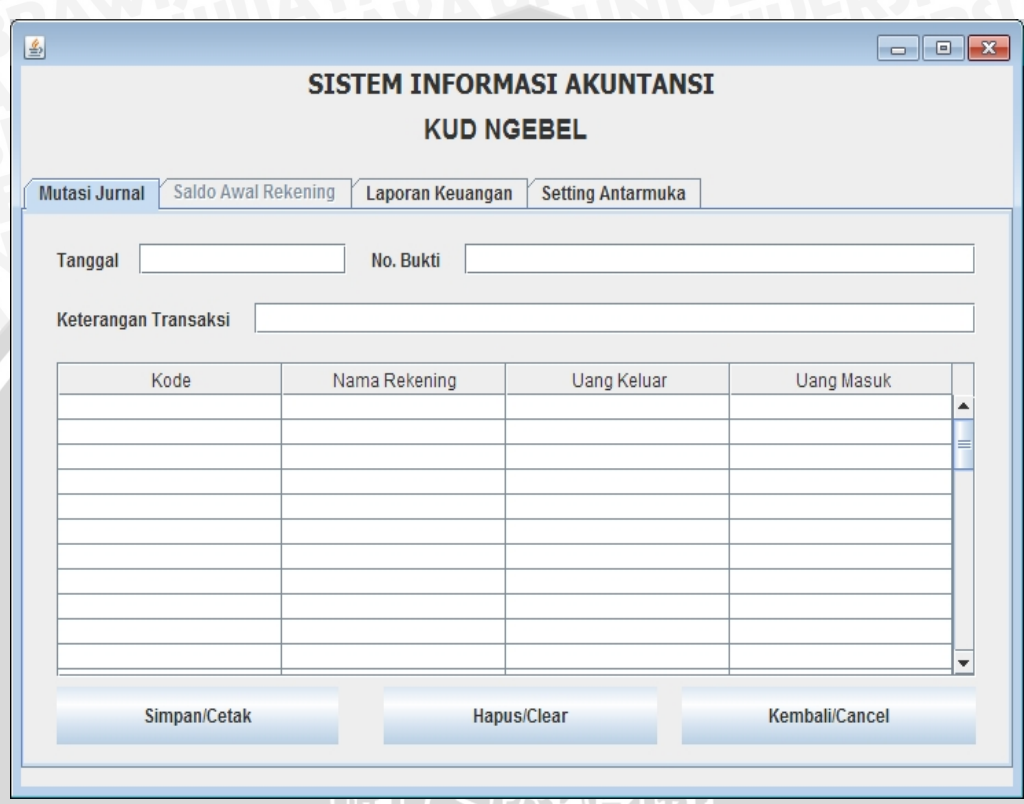 SISTEM INFORMASI AKUNTANSI
KUD NGEBEL
Mutasi Jurnal Saldo Awal Rekening Laporan Keuangan Setting Antarmuka
Tanggal No. Bukti
Keterangan Transaksi
Kode Nama Rekening Uang Keluar Uang Masuk
Simpan/Cetak Hapus/Clear Kembali/Cancel